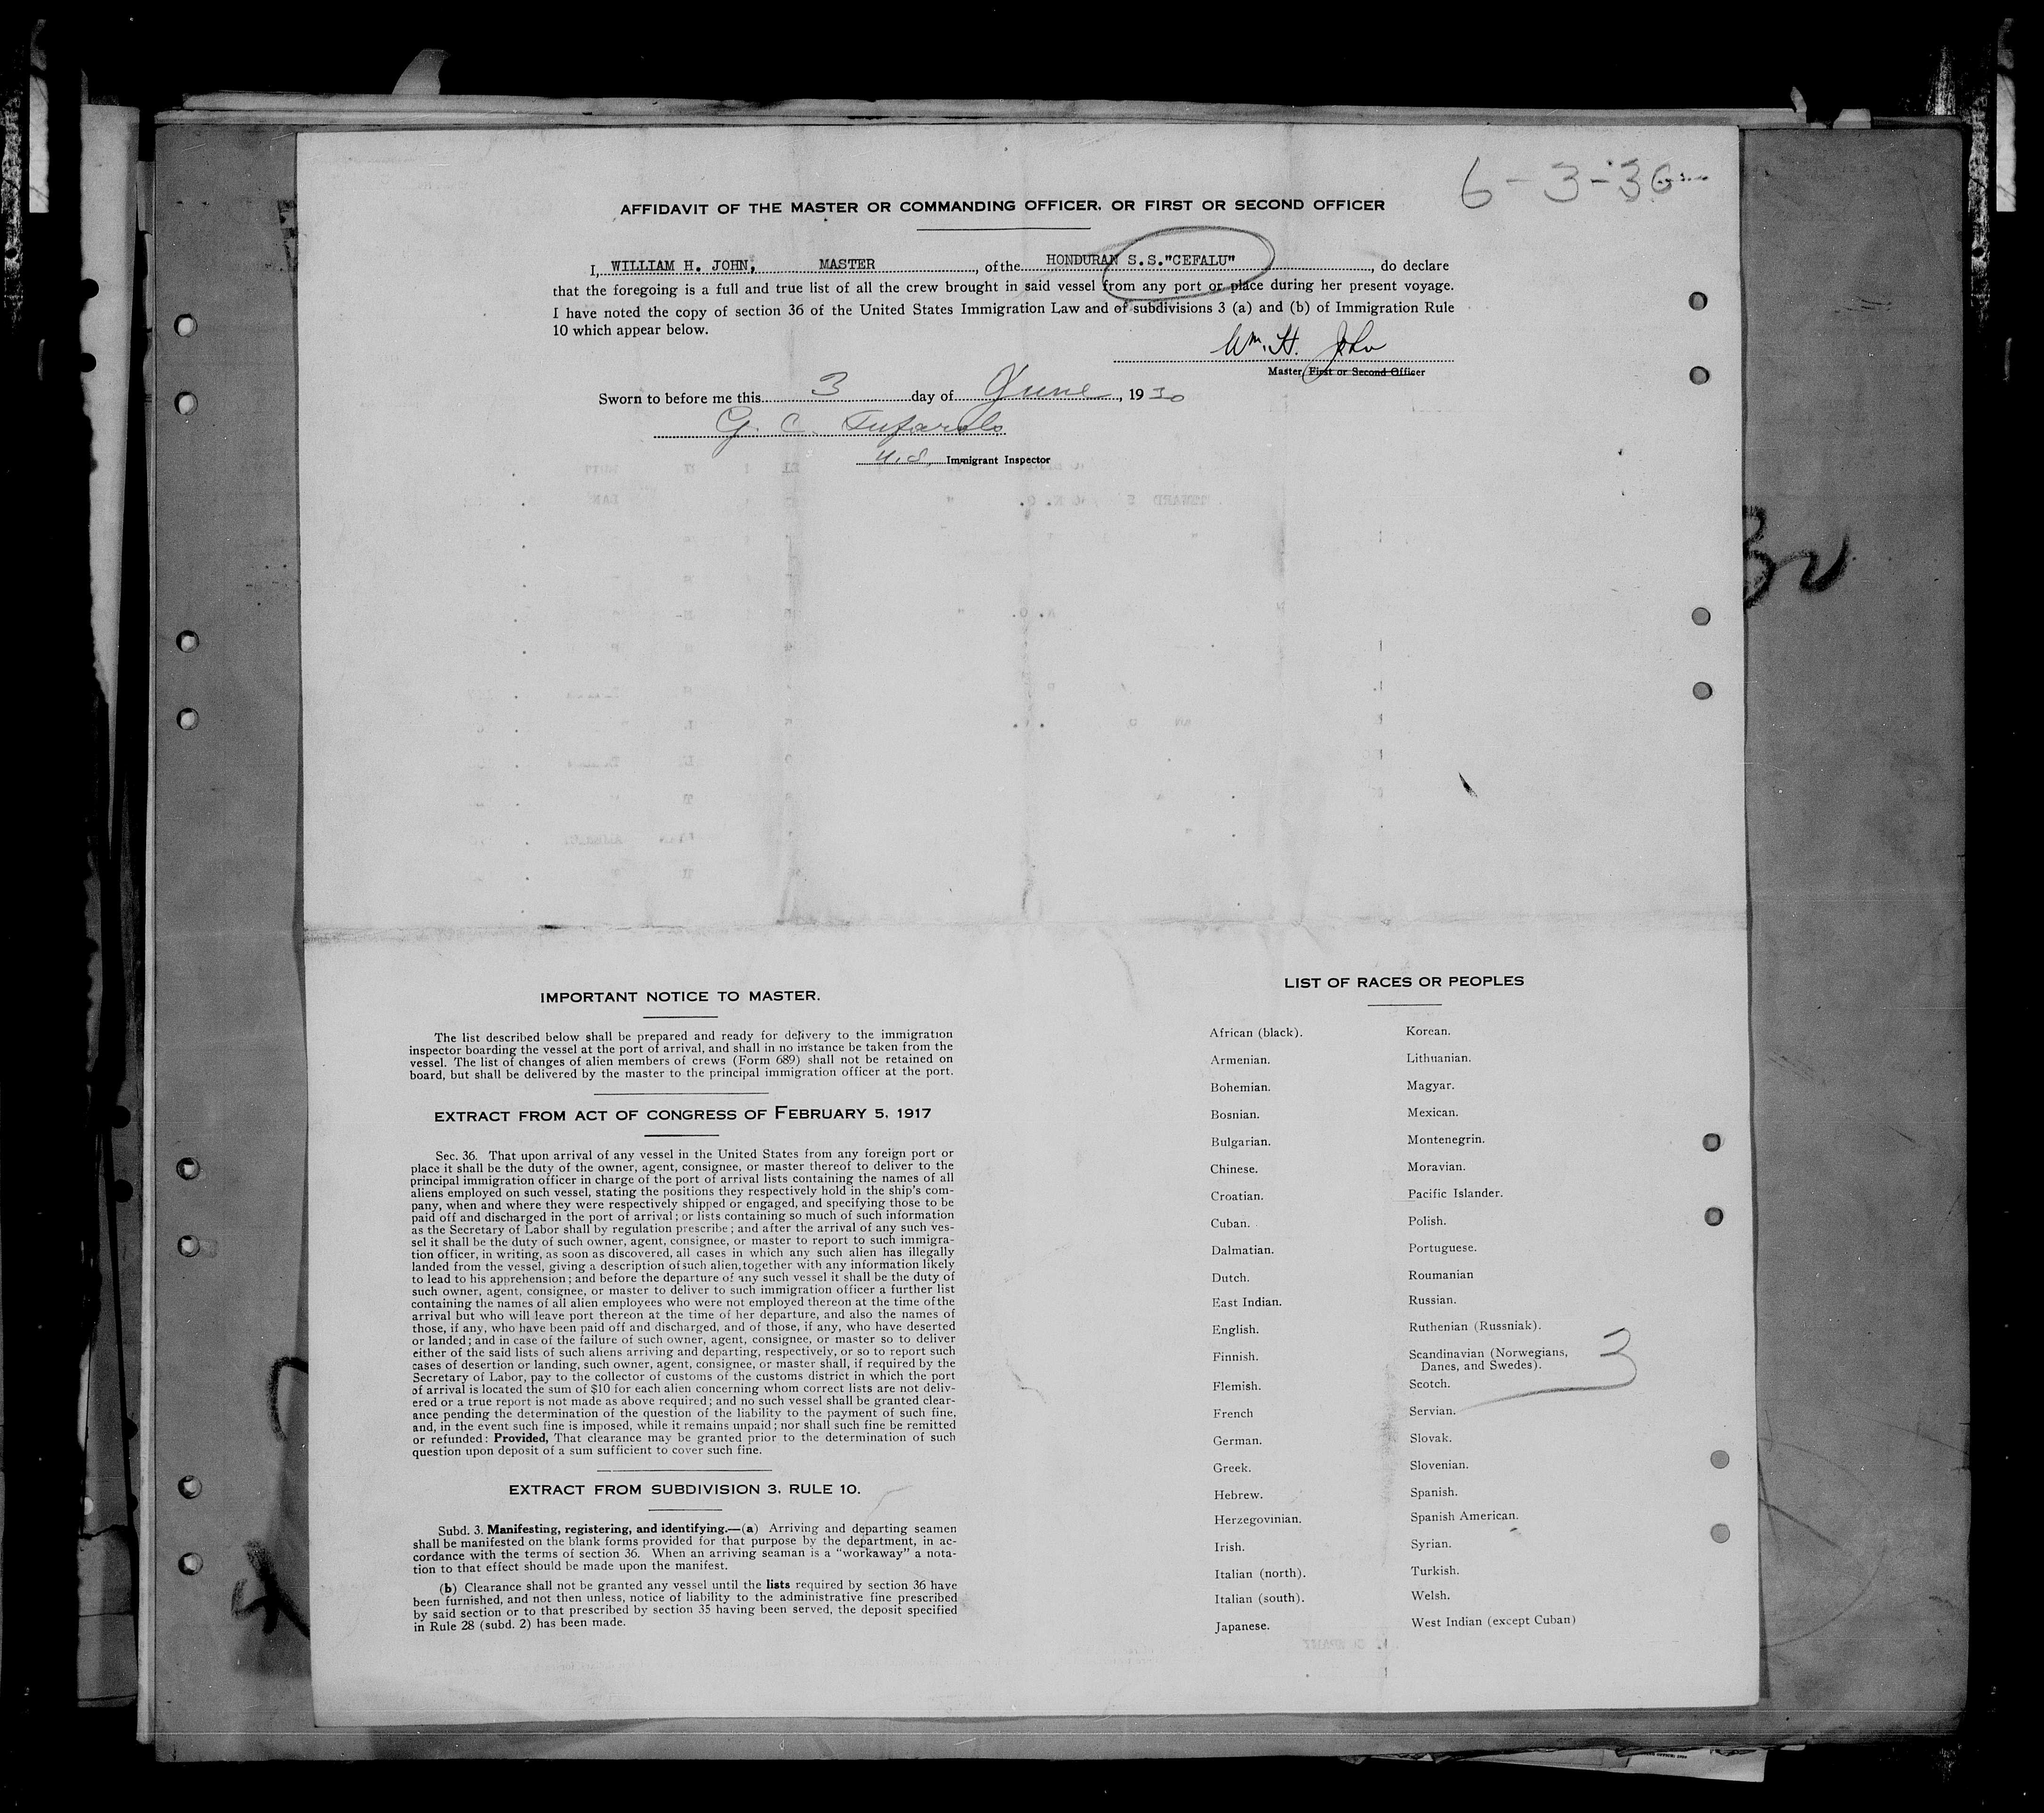 6-3-30
AFFIDAVIT OF THE MASTER OR COMMANDING OFFICER, OR FIRST OR SECOND OFFICER
I, WILLIAM H. JOHN, MASTER, of the HONDURAN S.S."CEFALU", do declare
that the foregoing is a full and true list of all the crew brought in said vessel from any port or place during her present voyage.
I have noted the copy of section 36 of the United States Immigration Law and of subdivisions 3 (a) and (b) of Immigration Rule
10 which appear below.
Wm. H. John
Master, First or Second Officer
Sworn to before me this 3 day of June, 1930
G. C.
U.S. Immigrant Inspector
IMPORTANT NOTICE TO MASTER.
The list described below shall be prepared and ready for delivery to the immigration
inspector boarding the vessel at the port of arrival, and shall in no instance be taken from the
vessel. The list of changes of alien members of crews (Form 689) shall not be retained on
board, but shall be delivered by the master to the principal immigration officer at the port.
EXTRACT FROM ACT OF CONGRESS OF FEBRUARY 5, 1917
Sec. 36. That upon arrival of any vessel in the United States from any foreign port or
place it shall be the duty of the owner, agent, consignee, or master thereof to deliver to the
principal immigration officer in charge of the port of arrival lists containing the names of all
aliens employed on such vessel, stating the positions they respectively hold in the ship's com-
pany, when and where they were respectively shipped or engaged, and specifying those to be
paid off and discharged in the port of arrival; or lists containing so much of such information
as the Secretary of Labor shall by regulation prescribe; and after the arrival of any such ves-
sel it shall be the duty of such owner, agent, consignee, or master to report to such immigra-
tion officer, in writing, as soon as discovered, all cases in which any such alien has illegally
landed from the vessel, giving a description of such alien, together with any information likely
to lead to his apprehension; and before the departure of any such vessel it shall be the duty of
such owner, agent, consignee, or master to deliver to such immigration officer a further list
containing the names of all alien employees who were not employed thereon at the time of the
arrival but who will leave port thereon at the time of her departure, and also the names of
those, if any, who have been paid off and discharged, and of those, if any, who have deserted
or landed; and in case of the failure of such owner, agent, consignee, or master so to deliver
either of the said lists of such aliens arriving and departing, respectively, or so to report such
cases of desertion or landing, such owner, agent, consignee, or master shall, if required by the
Secretary of Labor, pay to the collector of customs of the customs district in which the port
of arrival is located the sum of $10 for each alien concerning whom correct lists are not deliv-
ered or a true report is not made as above required; and no such vessel shall be granted clear-
ance pending the determination of the question of the liability to the payment of such fine,
and, in the event such fine is imposed, while it remains unpaid; nor shall such fine be remitted
or refunded: Provided, That clearance may be granted prior to the determination of such
question upon deposit of a sum sufficient to cover such fine.
EXTRACT FROM SUBDIVISION 3, RULE 10.
Subd. 3. Manifesting, registering, and identifying.—(a) Arriving and departing seamen
shall be manifested on the blank forms provided for that purpose by the department, in ac-
cordance with the terms of section 36. When an arriving seaman is a "workaway" a nota-
tion to that effect should be made upon the manifest.
(b) Clearance shall not be granted any vessel until the lists required by section 36 have
been furnished, and not then unless, notice of liability to the administrative fine prescribed
by said section or to that prescribed by section 35 having been served, the deposit specified
in Rule 28 (subd. 2) has been made.
LIST OF RACES OR PEOPLES
African (black).
Armenian.
Bohemian.
Bosnian.
Bulgarian.
Chinese.
Croatian.
Cuban.
Dalmatian.
Dutch.
East Indian.
English.
Finnish.
Flemish.
French
German.
Greek.
Hebrew.
Herzegovinian.
Irish.
Italian (north).
Italian (south).
Japanese.
Korean.
Lithuanian.
Magyar.
Mexican.
Montenegrin.
Moravian.
Pacific Islander.
Polish.
Portuguese.
Roumanian
Russian.
Ruthenian (Russniak).
Scandinavian (Norwegians,
Danes, and Swedes).
Scotch.
Servian.
Slovak.
Slovenian.
Spanish.
Spanish American.
Syrian.
Turkish.
Welsh.
West Indian (except Cuban)
3